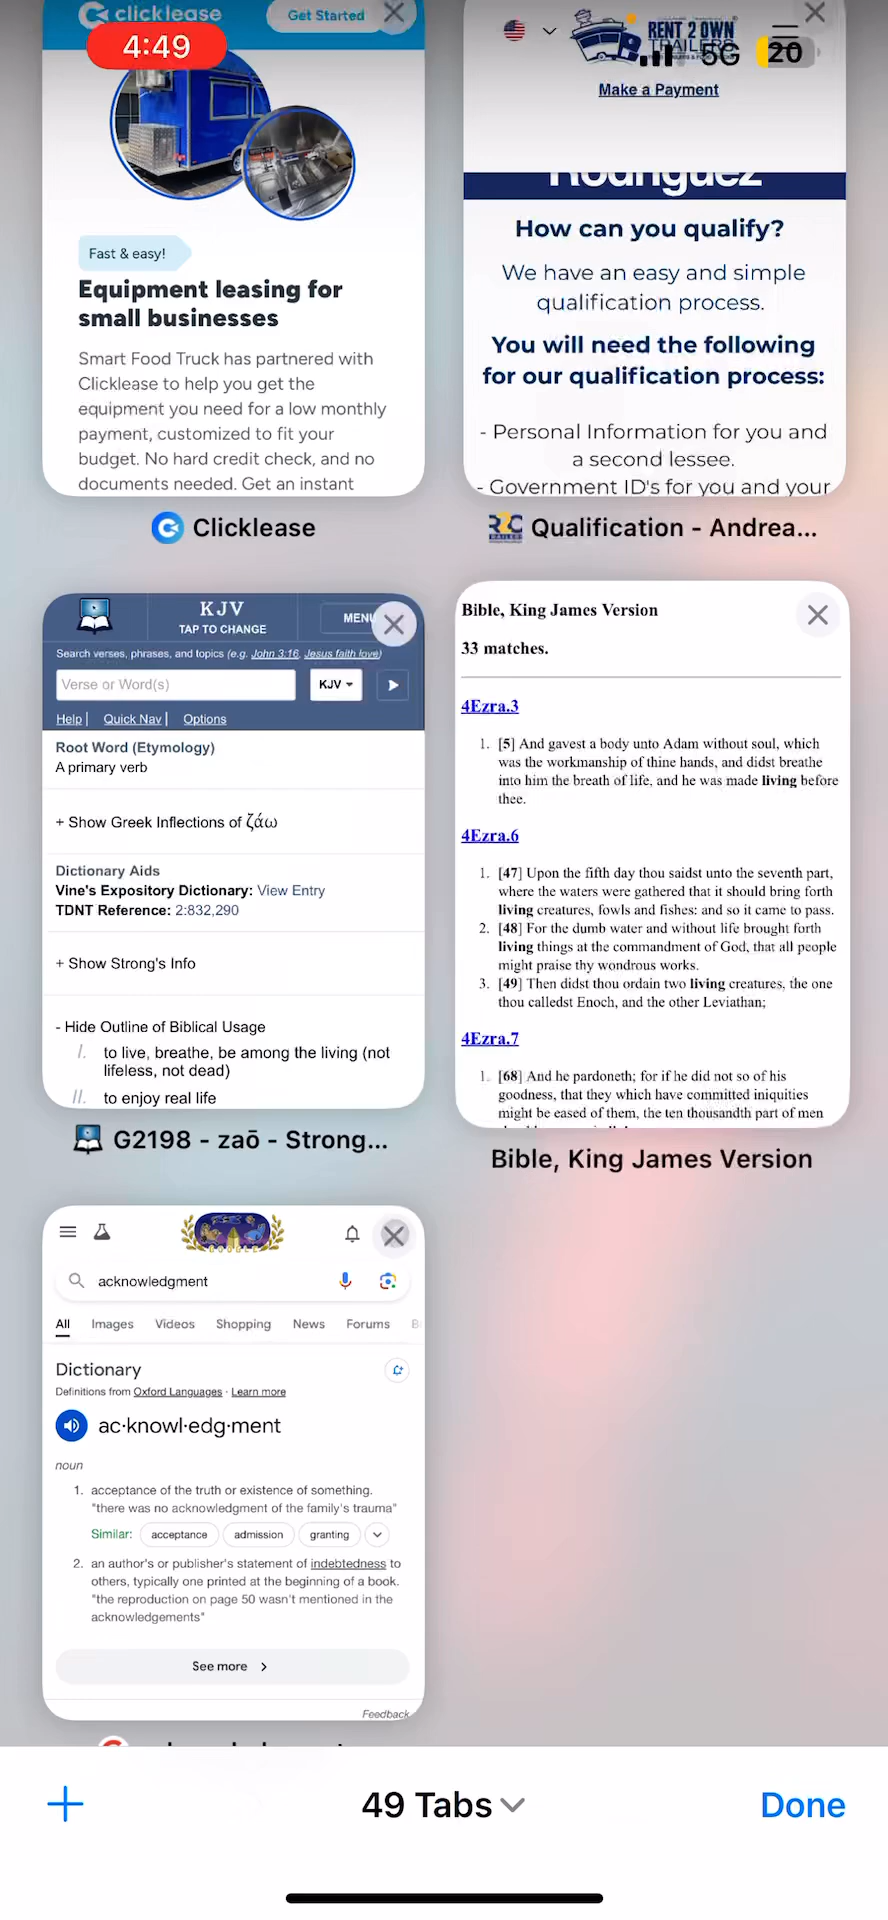 clicklease
Get Started
4:49
Fast & easy!
Equipment leasing for
small businesses
Smart Food Truck has partnered with
Clicklease to help you get the
equipment you need for a low monthly
payment, customized to fit your
budget. No hard credit check, and no
documents needed. Get an instant
Clicklease
RENT 2 OWN
TRAILERS
5G
20
Make a Payment
Rodriguez
How can you qualify?
We have an easy and simple
qualification process.
You will need the following
for our qualification process:
- Personal Information for you and
a second lessee.
- Government ID's for you and your
Qualification - Andrea...
KJV
TAP TO CHANGE
MENU
Search verses, phrases, and topics (e.g. John 3:16, Jesus faith love)
Verse or Word(s)
KJV
Help | Quick Nav | Options
Root Word (Etymology)
A primary verb
+ Show Greek Inflections of ζάω
Dictionary Aids
Vine's Expository Dictionary: View Entry
TDNT Reference: 2:832,290
+ Show Strong's Info
- Hide Outline of Biblical Usage
I. to live, breathe, be among the living (not
lifeless, not dead)
II. to enjoy real life
G2198 - zaō - Strong...
Bible, King James Version
33 matches.
4Ezra.3
1. [5] And gavest a body unto Adam without soul, which
was the workmanship of thine hands, and didst breathe
into him the breath of life, and he was made living before
thee.
4Ezra.6
1. [47] Upon the fifth day thou saidst unto the seventh part,
where the waters were gathered that it should bring forth
living creatures, fowls and fishes: and so it came to pass.
2. [48] For the dumb water and without life brought forth
living things at the commandment of God, that all people
might praise thy wondrous works.
3. [49] Then didst thou ordain two living creatures, the one
thou calledst Enoch, and the other Leviathan;
4Ezra.7
1. [68] And he pardoneth; for if he did not so of his
goodness, that they which have committed iniquities
might be eased of them, the ten thousandth part of men
Bible, King James Version
acknowledgment
All Images Videos Shopping News Forums
Dictionary
Definitions from Oxford Languages · Learn more
ac·knowl·edg·ment
noun
1. acceptance of the truth or existence of something.
"there was no acknowledgment of the family's trauma"
Similar: acceptance admission granting
2. an author's or publisher's statement of indebtedness to
others, typically one printed at the beginning of a book.
"the reproduction on page 50 wasn't mentioned in the
acknowledgements"
See more
Feedback
49 Tabs
Done